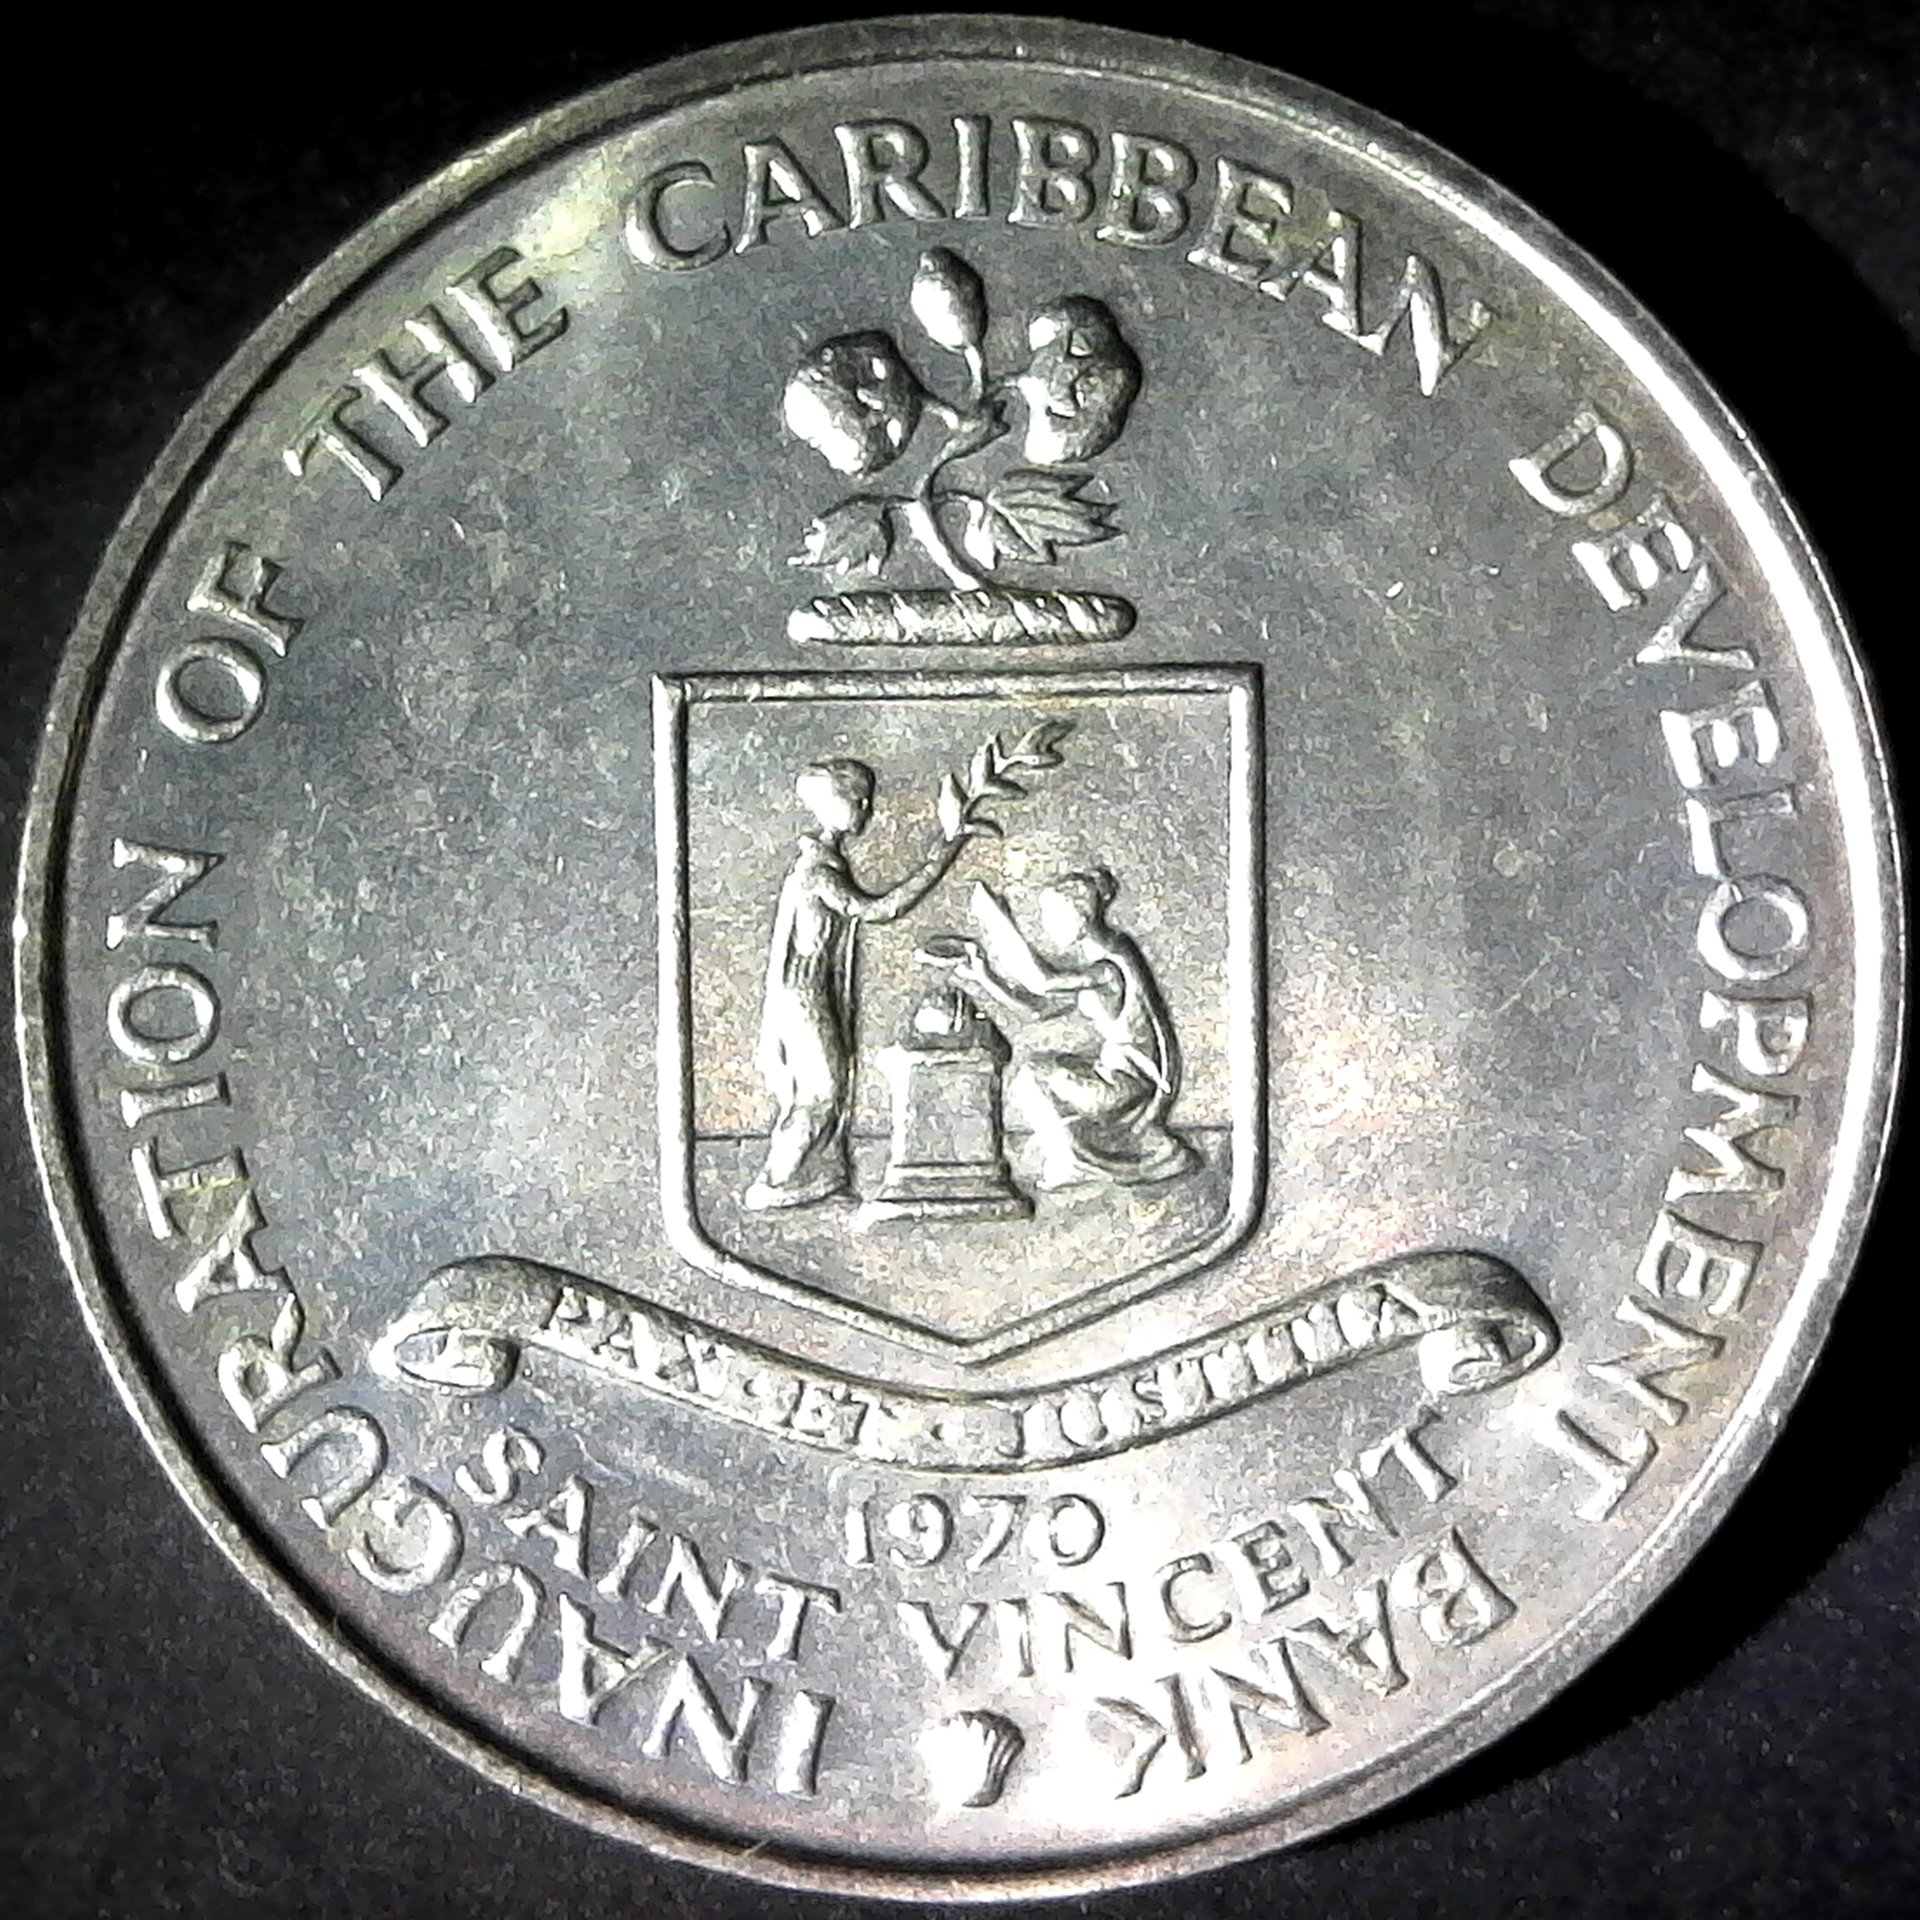 INAUGURATION OF THE CARIBBEAN DEVELOPMENT BANK
PAX · ET · JUSTITIA
1970
SAINT VINCENT